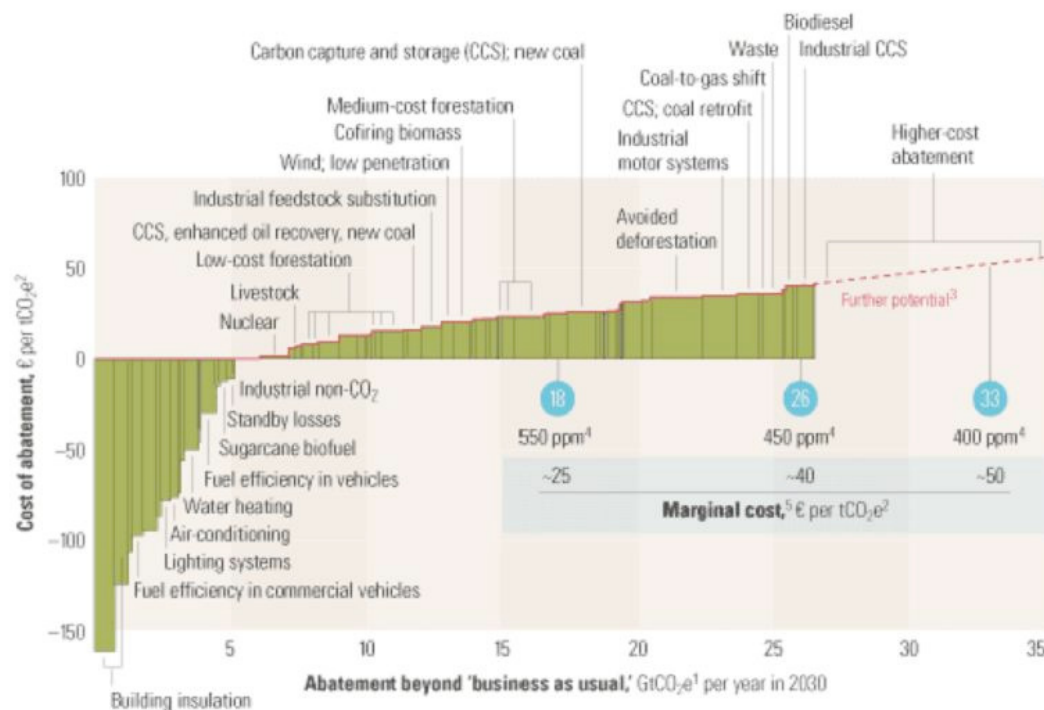 Biodiesel
Carbon capture and storage (CCS); new coal
Waste
Industrial CCS
Coal-to-gas shift
Medium-cost forestation
CCS; coal retrofit
Cofiring biomass
Industrial
motor systems
Higher-cost
abatement
Wind; low penetration
Industrial feedstock substitution
Avoided
deforestation
CCS, enhanced oil recovery, new coal
Low-cost forestation
Livestock
Nuclear
Further potential³
Cost of abatement, € per tCO₂e²
100
50
0
−50
−100
−150
Industrial non-CO₂
Standby losses
Sugarcane biofuel
Fuel efficiency in vehicles
Water heating
Air-conditioning
Lighting systems
Fuel efficiency in commercial vehicles
Building insulation
18 26 33
550 ppm⁴ 450 ppm⁴ 400 ppm⁴
~25 ~40 ~50
Marginal cost,⁵ € per tCO₂e²
5 10 15 20 25 30 35
Abatement beyond 'business as usual,' GtCO₂e¹ per year in 2030